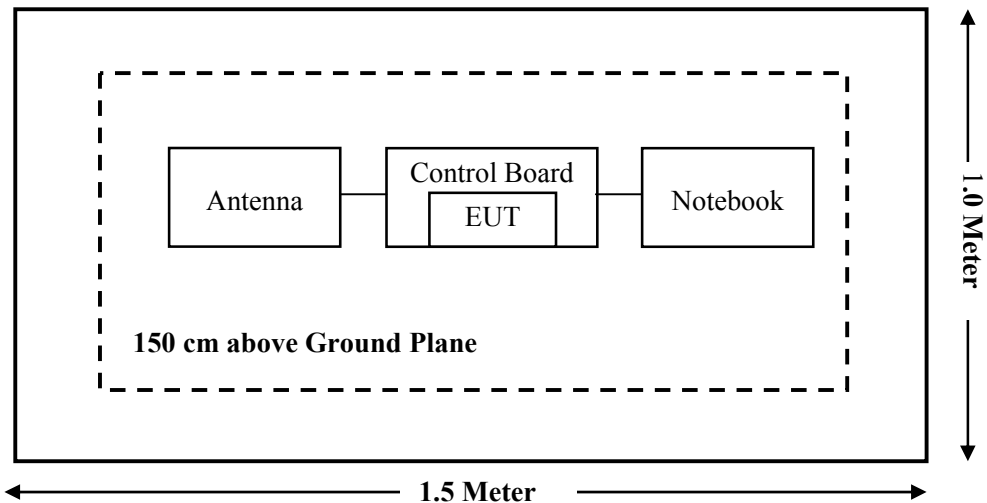 Antenna
Control Board
EUT
Notebook
1.0 Meter
150 cm above Ground Plane
1.5 Meter